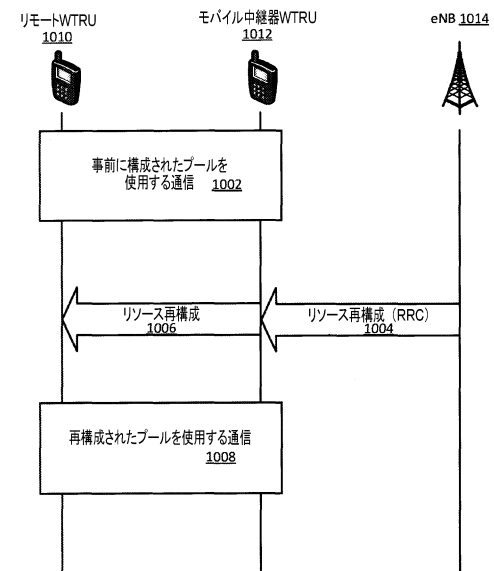 リモートWTRU
1010
モバイル中継器WTRU
1012
eNB 1014
事前に構成されたプールを
使用する通信 1002
リソース再構成
1006
リソース再構成(RRC)
1004
再構成されたプールを使用する通信
1008